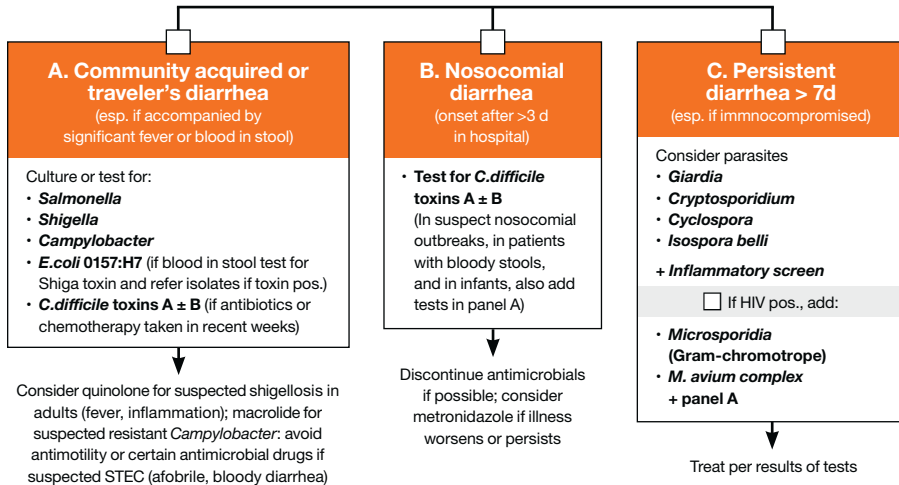 A. Community acquired or
traveler's diarrhea
(esp. if accompanied by
significant fever or blood in stool)
Culture or test for:
• Salmonella
• Shigella
• Campylobacter
• E.coli 0157:H7 (if blood in stool test for
Shiga toxin and refer isolates if toxin pos.)
• C.difficile toxins A ± B (if antibiotics or
chemotherapy taken in recent weeks)
Consider quinolone for suspected shigellosis in
adults (fever, inflammation); macrolide for
suspected resistant Campylobacter: avoid
antimotility or certain antimicrobial drugs if
suspected STEC (afobrile, bloody diarrhea)
B. Nosocomial
diarrhea
(onset after >3 d
in hospital)
• Test for C.difficile
toxins A ± B
(In suspect nosocomial
outbreaks, in patients
with bloody stools,
and in infants, also add
tests in panel A)
Discontinue antimicrobials
if possible; consider
metronidazole if illness
worsens or persists
C. Persistent
diarrhea > 7d
(esp. if immnocompromised)
Consider parasites
• Giardia
• Cryptosporidium
• Cyclospora
• Isospora belli
+ Inflammatory screen
If HIV pos., add:
• Microsporidia
(Gram-chromotrope)
• M. avium complex
+ panel A
Treat per results of tests